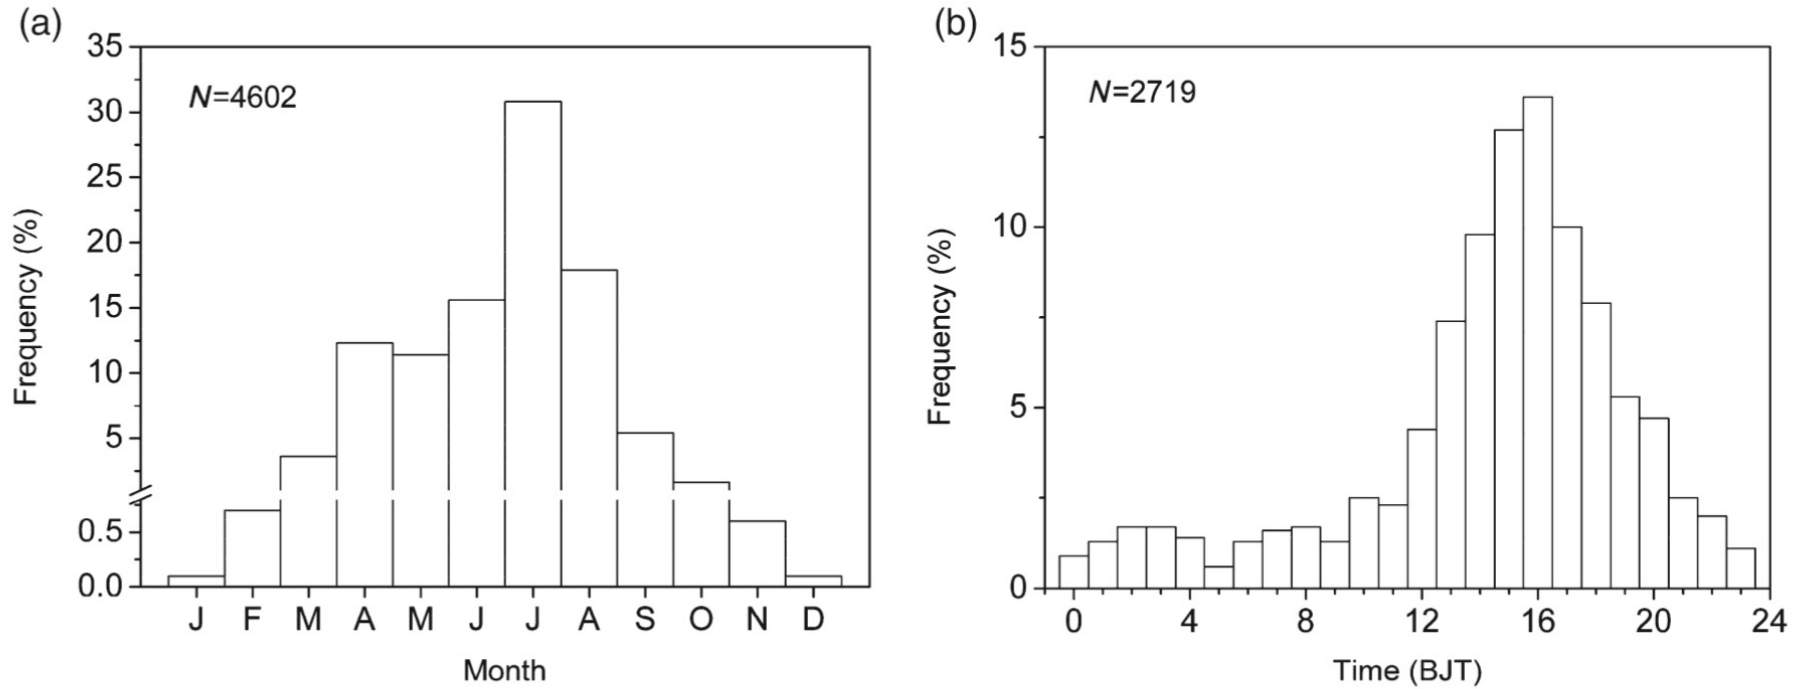 (a)
35
30
25
20
15
10
5
0.5
0.0
Frequency (%)
N=4602
J F M A M J J A S O N D
Month
(b)
15
10
5
0
Frequency (%)
N=2719
0 4 8 12 16 20 24
Time (BJT)